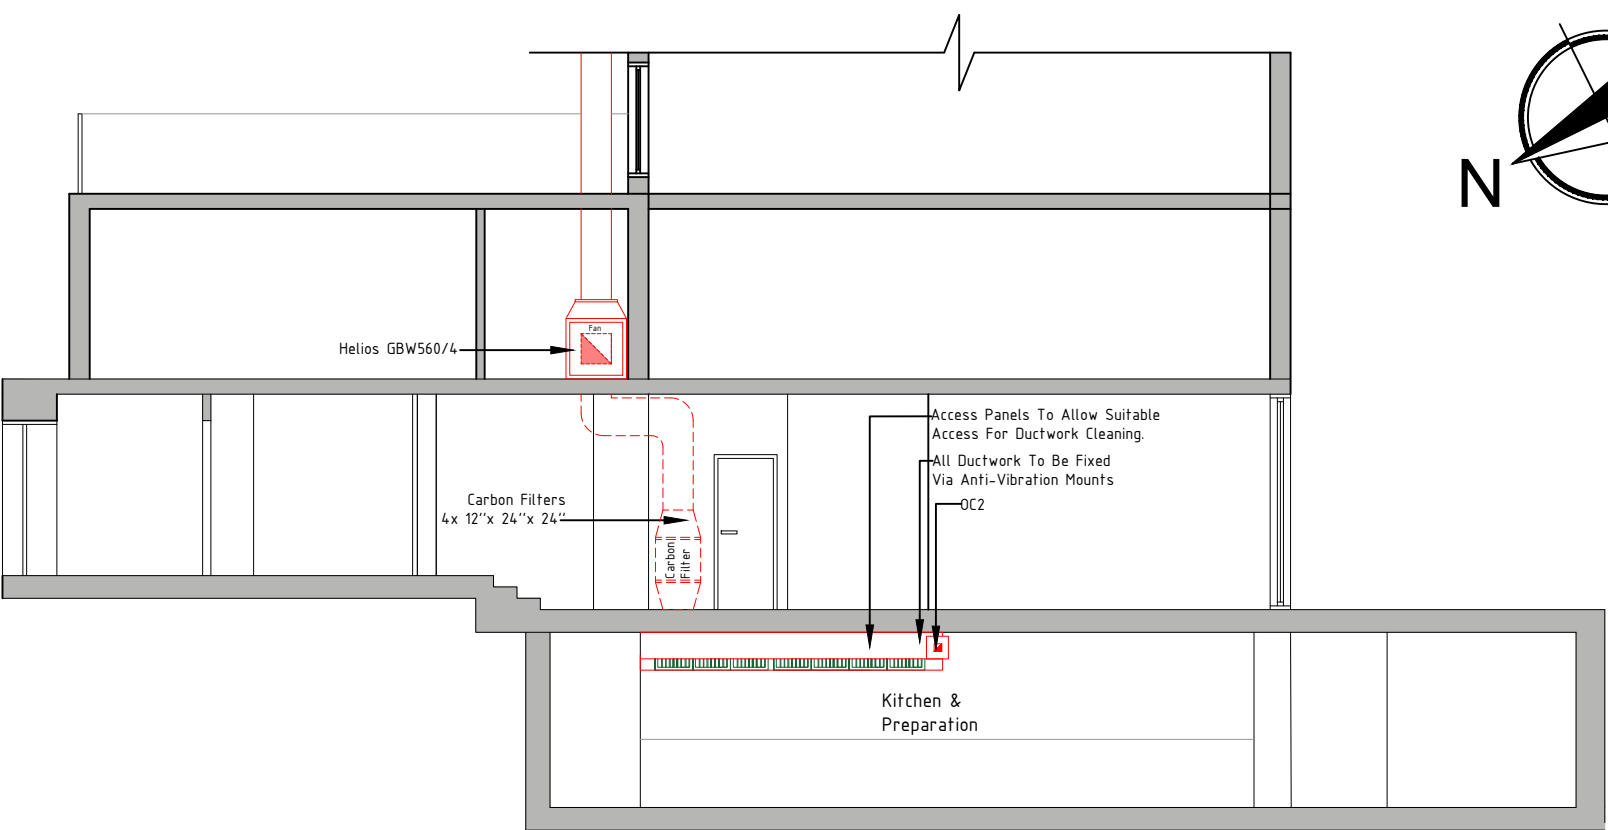 N
Fan
Helios GBW560/4
Access Panels To Allow Suitable
Access For Ductwork Cleaning.
All Ductwork To Be Fixed
Via Anti-Vibration Mounts
OC2
Carbon Filters
4x 12''x 24''x 24''
Carbon
Filter
Kitchen &
Preparation